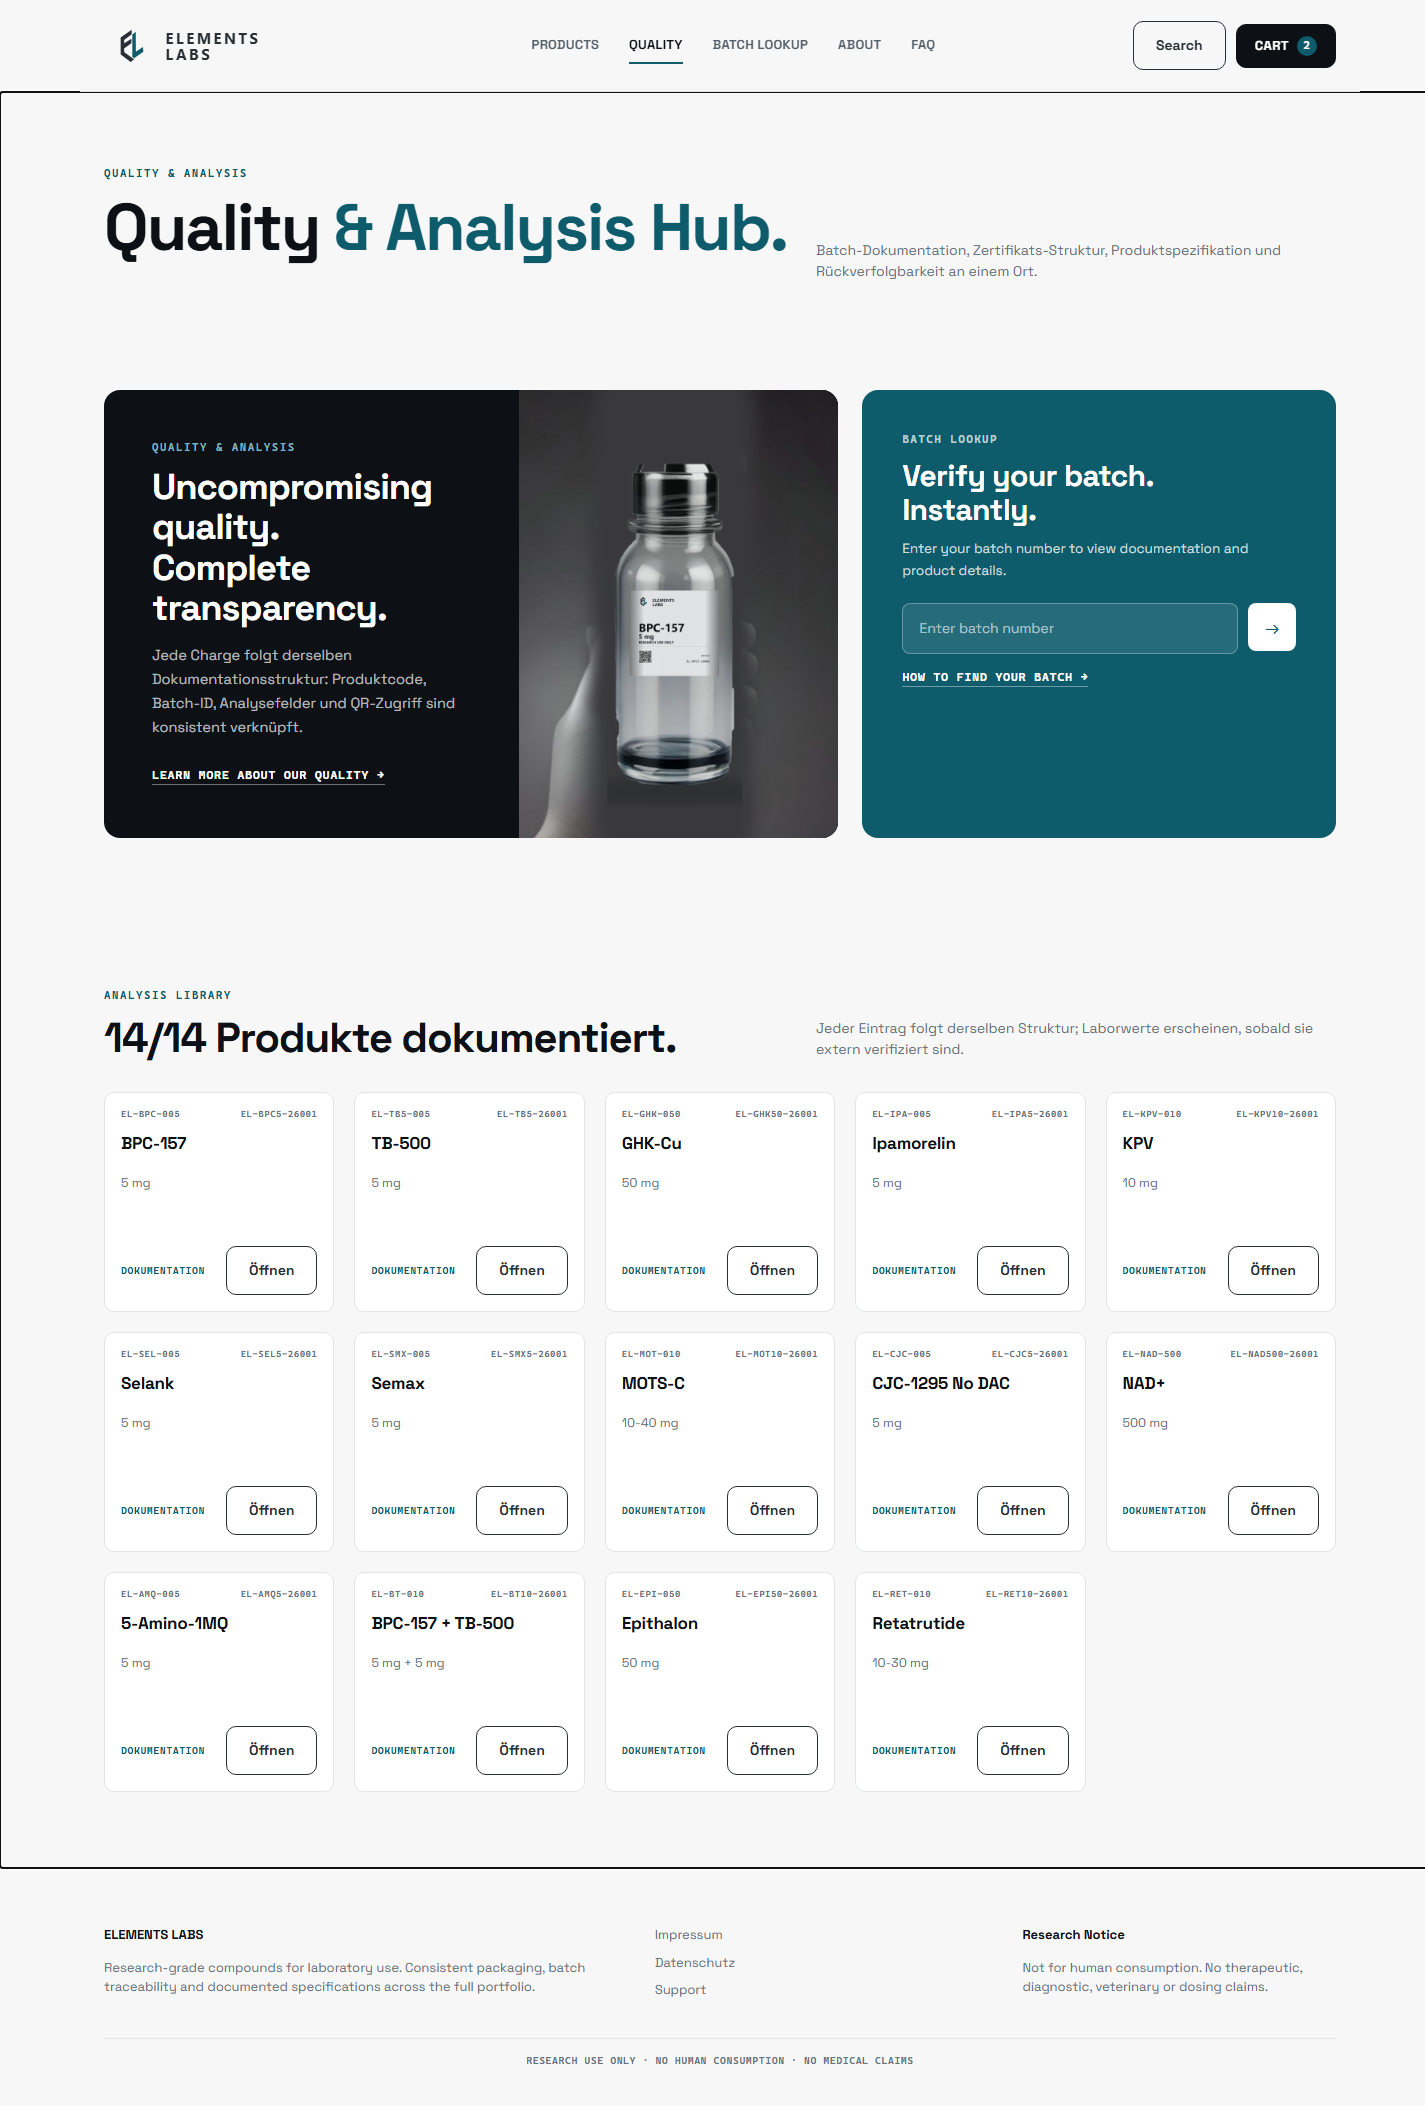 ELEMENTS
LABS
PRODUCTS
QUALITY
BATCH LOOKUP
ABOUT
FAQ
Search
CART 2
QUALITY & ANALYSIS
Quality & Analysis Hub.
Batch-Dokumentation, Zertifikats-Struktur, Produktspezifikation und
Rückverfolgbarkeit an einem Ort.
QUALITY & ANALYSIS
Uncompromising
quality.
Complete
transparency.
Jede Charge folgt derselben
Dokumentationsstruktur: Produktcode,
Batch-ID, Analysefelder und QR-Zugriff sind
konsistent verknüpft.
LEARN MORE ABOUT OUR QUALITY →
ELEMENTS
LABS
BPC-157
5 mg
RESEARCH USE ONLY
BATCH LOOKUP
Verify your batch.
Instantly.
Enter your batch number to view documentation and
product details.
Enter batch number
→
HOW TO FIND YOUR BATCH →
ANALYSIS LIBRARY
14/14 Produkte dokumentiert.
Jeder Eintrag folgt derselben Struktur; Laborwerte erscheinen, sobald sie
extern verifiziert sind.
EL-BPC-005 EL-BPC5-26001
BPC-157
5 mg
DOKUMENTATION Öffnen
EL-TB5-005 EL-TB5-26001
TB-500
5 mg
DOKUMENTATION Öffnen
EL-GHK-050 EL-GHK50-26001
GHK-Cu
50 mg
DOKUMENTATION Öffnen
EL-IPA-005 EL-IPA5-26001
Ipamorelin
5 mg
DOKUMENTATION Öffnen
EL-KPV-010 EL-KPV10-26001
KPV
10 mg
DOKUMENTATION Öffnen
EL-SEL-005 EL-SEL5-26001
Selank
5 mg
DOKUMENTATION Öffnen
EL-SMX-005 EL-SMX5-26001
Semax
5 mg
DOKUMENTATION Öffnen
EL-MOT-010 EL-MOT10-26001
MOTS-C
10-40 mg
DOKUMENTATION Öffnen
EL-CJC-005 EL-CJC5-26001
CJC-1295 No DAC
5 mg
DOKUMENTATION Öffnen
EL-NAD-500 EL-NAD500-26001
NAD+
500 mg
DOKUMENTATION Öffnen
EL-AMQ-005 EL-AMQ5-26001
5-Amino-1MQ
5 mg
DOKUMENTATION Öffnen
EL-BT-010 EL-BT10-26001
BPC-157 + TB-500
5 mg + 5 mg
DOKUMENTATION Öffnen
EL-EPI-050 EL-EPI50-26001
Epithalon
50 mg
DOKUMENTATION Öffnen
EL-RET-010 EL-RET10-26001
Retatrutide
10-30 mg
DOKUMENTATION Öffnen
ELEMENTS LABS
Research-grade compounds for laboratory use. Consistent packaging, batch
traceability and documented specifications across the full portfolio.
Impressum
Datenschutz
Support
Research Notice
Not for human consumption. No therapeutic,
diagnostic, veterinary or dosing claims.
RESEARCH USE ONLY · NO HUMAN CONSUMPTION · NO MEDICAL CLAIMS